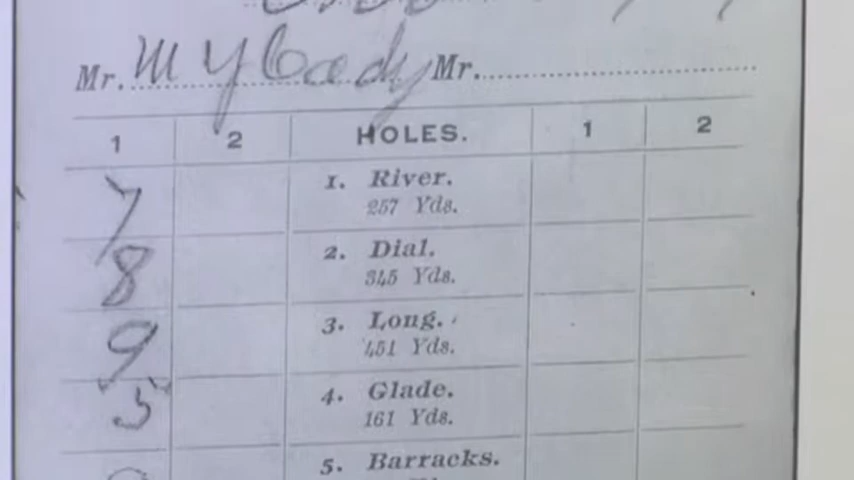 Mr. W Y Cody Mr.
1 2 HOLES. 1 2
7 1. River.
257 Yds.
8 2. Dial.
345 Yds.
9 3. Long.
451 Yds.
5 4. Glade.
161 Yds.
5. Barracks.